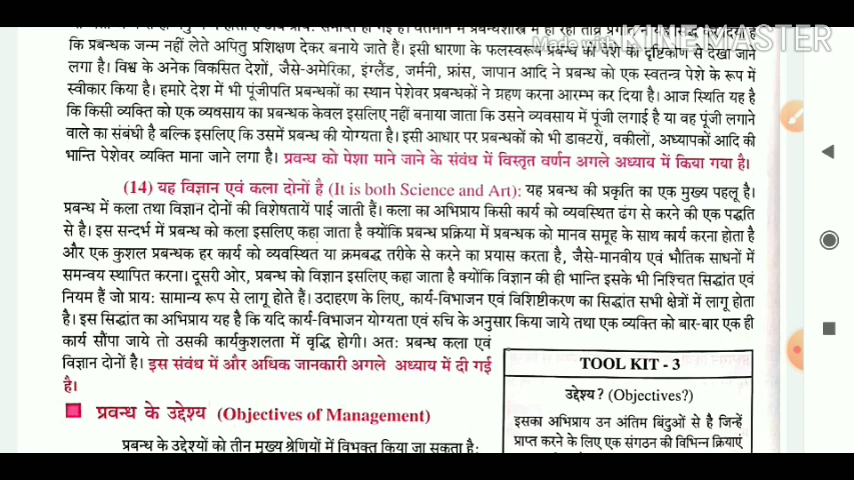 Made with KINEMASTER
कि प्रबन्धक जन्म नहीं लेते अपितु प्रशिक्षण देकर बनाये जाते हैं। इसी धारणा के फलस्वरूप प्रबन्ध को पेशे के दृष्टिकोण से देखा जाने
लगा है। विश्व के अनेक विकसित देशों, जैसे-अमेरिका, इंग्लैंड, जर्मनी, फ्रांस, जापान आदि ने प्रबन्ध को एक स्वतन्त्र पेशे के रूप में
स्वीकार किया है। हमारे देश में भी पूंजीपति प्रबन्धकों का स्थान पेशेवर प्रबन्धकों ने ग्रहण करना आरम्भ कर दिया है। आज स्थिति यह है
कि किसी व्यक्ति को एक व्यवसाय का प्रबन्धक केवल इसलिए नहीं बनाया जाता कि उसने व्यवसाय में पूंजी लगाई है या वह पूंजी लगाने
वाले का संबंधी है बल्कि इसलिए कि उसमें प्रबन्ध की योग्यता है। इसी आधार पर प्रबन्धकों को भी डाक्टरों, वकीलों, अध्यापकों आदि की
भान्ति पेशेवर व्यक्ति माना जाने लगा है। प्रवन्ध को पेशा माने जाने के संवंध में विस्तृत वर्णन अगले अध्याय में किया गया है।
(14) यह विज्ञान एवं कला दोनों है (It is both Science and Art): यह प्रबन्ध की प्रकृति का एक मुख्य पहलू है।
प्रबन्ध में कला तथा विज्ञान दोनों की विशेषतायें पाई जाती हैं। कला का अभिप्राय किसी कार्य को व्यवस्थित ढंग से करने की एक पद्धति
से है। इस सन्दर्भ में प्रबन्ध को कला इसलिए कहा जाता है क्योंकि प्रबन्ध प्रक्रिया में प्रबन्धक को मानव समूह के साथ कार्य करना होता है
और एक कुशल प्रबन्धक हर कार्य को व्यवस्थित या क्रमबद्ध तरीके से करने का प्रयास करता है, जैसे-मानवीय एवं भौतिक साधनों में
समन्वय स्थापित करना। दूसरी ओर, प्रबन्ध को विज्ञान इसलिए कहा जाता है क्योंकि विज्ञान की ही भान्ति इसके भी निश्चित सिद्धांत एवं
नियम हैं जो प्राय: सामान्य रूप से लागू होते हैं। उदाहरण के लिए, कार्य-विभाजन एवं विशिष्टीकरण का सिद्धांत सभी क्षेत्रों में लागू होता
है। इस सिद्धांत का अभिप्राय यह है कि यदि कार्य-विभाजन योग्यता एवं रुचि के अनुसार किया जाये तथा एक व्यक्ति को बार-बार एक ही
कार्य सौंपा जाये तो उसकी कार्यकुशलता में वृद्धि होगी। अत: प्रबन्ध कला एवं
विज्ञान दोनों है। इस संवंध में और अधिक जानकारी अगले अध्याय में दी गई
है।
प्रवन्ध के उद्देश्य (Objectives of Management)
प्रबन्ध के उद्देश्यों को तीन मुख्य श्रेणियों में विभक्त किया जा सकता है:
TOOL KIT - 3
उद्देश्य? (Objectives?)
इसका अभिप्राय उन अंतिम बिंदुओं से है जिन्हें
प्राप्त करने के लिए एक संगठन की विभिन्न क्रियाएं